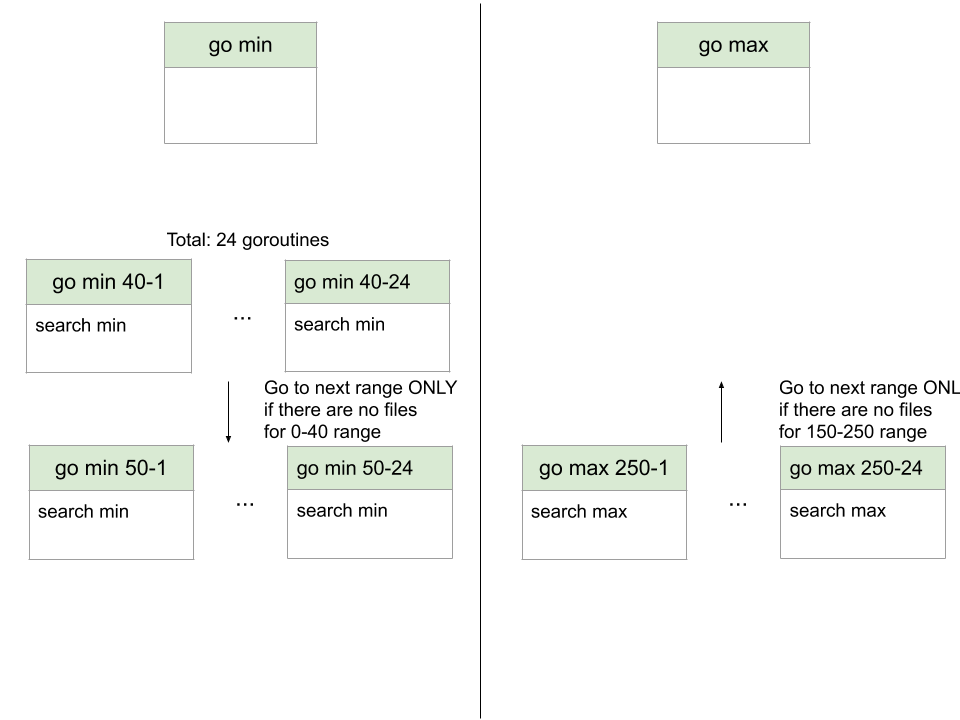 go min
go max
Total: 24 goroutines
go min 40-1
go min 40-24
search min
...
search min
Go to next range ONLY
if there are no files
for 0-40 range
Go to next range ONL
if there are no files
for 150-250 range
go min 50-1
go min 50-24
search min
...
search min
go max 250-1
go max 250-24
search max
...
search max